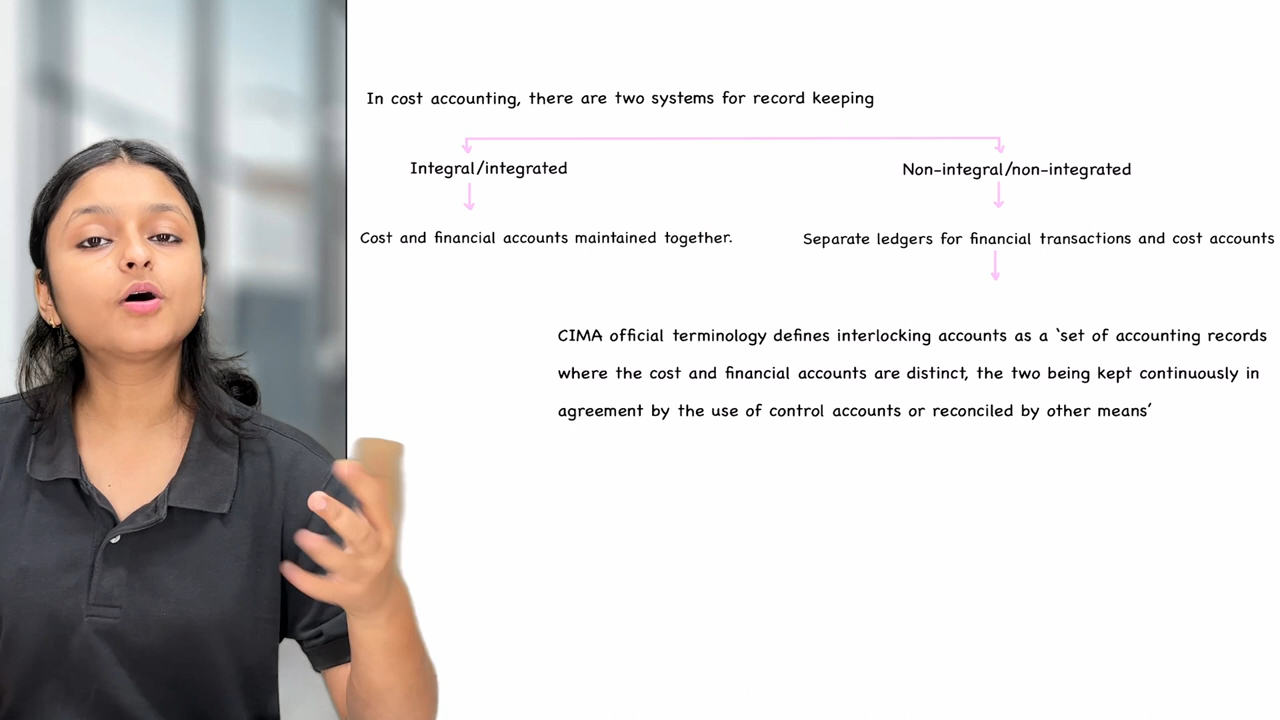 In cost accounting, there are two systems for record keeping
Integral/integrated
Non-integral/non-integrated
Cost and financial accounts maintained together.
Separate ledgers for financial transactions and cost accounts
CIMA official terminology defines interlocking accounts as a ‘set of accounting records
where the cost and financial accounts are distinct, the two being kept continuously in
agreement by the use of control accounts or reconciled by other means’